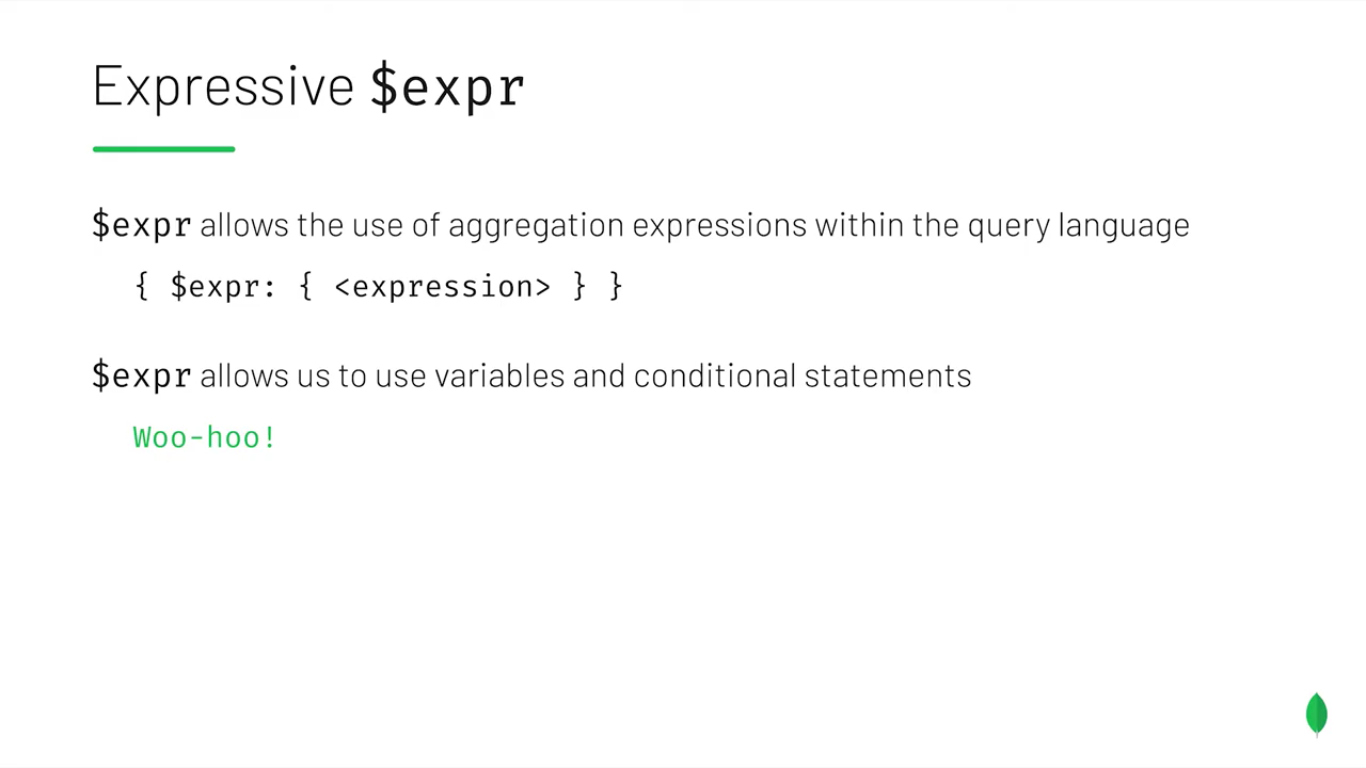 Expressive $expr
$expr allows the use of aggregation expressions within the query language
{ $expr: { <expression> } }
$expr allows us to use variables and conditional statements
Woo-hoo!